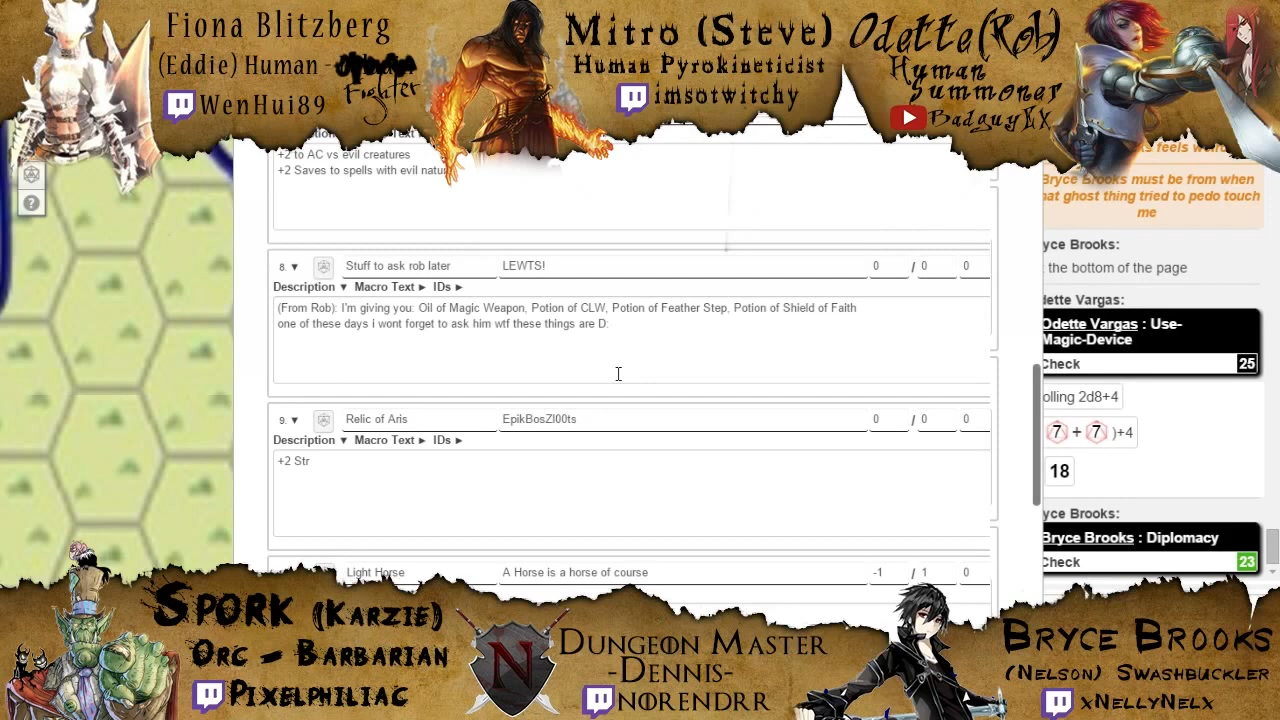 Fiona Blitzberg
(Eddie) Human -
Fighter
WenHui89
Mitro (Steve)
Human Pyrokineticist
imsotwitchy
Odette(Rob)
Human
Summoner
BadguyEX
Text
+2 to AC vs evil creatures
+2 Saves to spells with evil natu
8. Stuff to ask rob later LEWTS! 0 / 0 0
Description ▼ Macro Text ► IDs ►
(From Rob): I'm giving you: Oil of Magic Weapon, Potion of CLW, Potion of Feather Step, Potion of Shield of Faith
one of these days i wont forget to ask him wtf these things are D:
9. Relic of Aris EpikBosZl00ts 0 / 0 0
Description ▼ Macro Text ► IDs ►
+2 Str
Light Horse A Horse is a horse of course -1 / 1 0
feels
Bryce Brooks must be from when
hat ghost thing tried to pedo touch
me
yce Brooks:
the bottom of the page
dette Vargas:
Odette Vargas : Use-
Magic-Device
Check 25
olling 2d8+4
7 + 7 )+4
18
yce Brooks:
Bryce Brooks : Diplomacy
Check 23
Spork (Karzie)
Orc - Barbarian
Pixelphiliac
N
Dungeon Master
-Dennis-
norendrr
Bryce Brooks
(Nelson) Swashbuckler
xNellyNelx